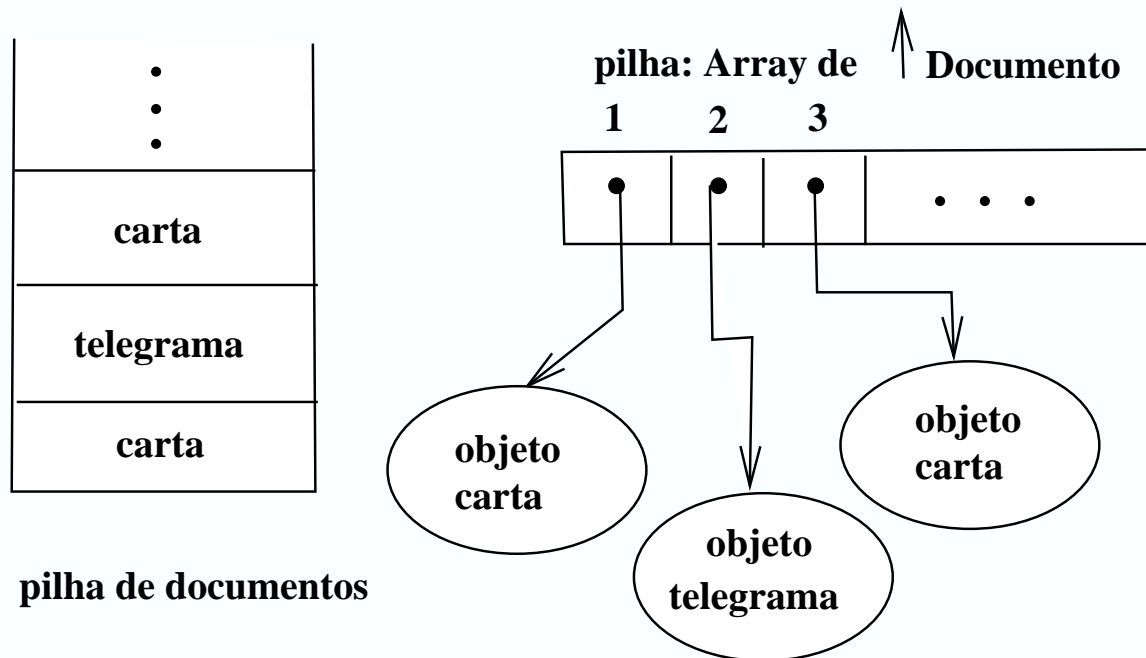 carta
telegrama
carta
pilha de documentos
pilha: Array de ↑ Documento
1 2 3
• • •
objeto
carta
objeto
telegrama
objeto
carta